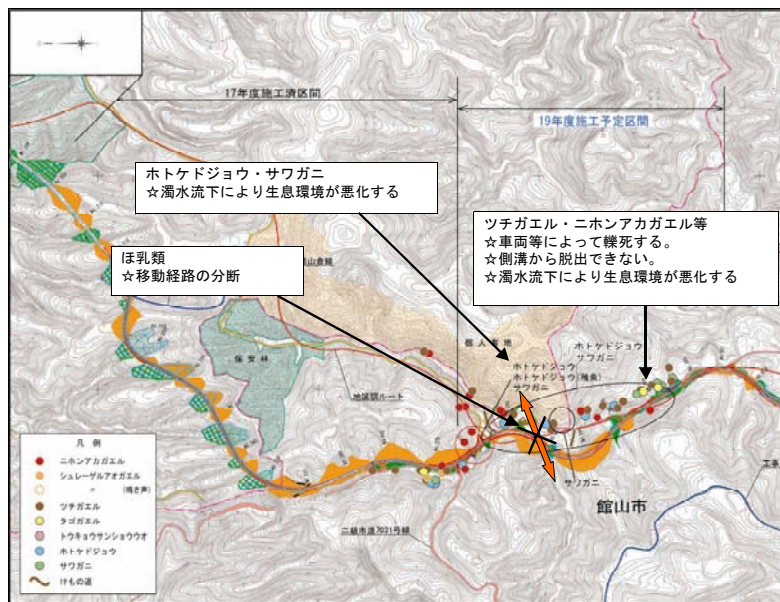 17年度施工済区間
19年度施工予定区間
ホトケドジョウ・サワガニ
☆濁水流下により生息環境が悪化する
ツチガエル・ニホンアカガエル等
☆車両等によって轢死する。
☆側溝から脱出できない。
☆濁水流下により生息環境が悪化する
ほ乳類
☆移動経路の分断
保安林
地区間ルート
ホトケドジョウ
サワガニ
ホトケドジョウ
ホトケドジョウ(稚魚)
サワガニ
サワガニ
館山市
二級市道7021号線
凡例
ニホンアカガエル
シュレーゲルアオガエル
〃 (鳴き声)
ツチガエル
タゴガエル
トウキョウサンショウウオ
ホトケドジョウ
サワガニ
けもの道